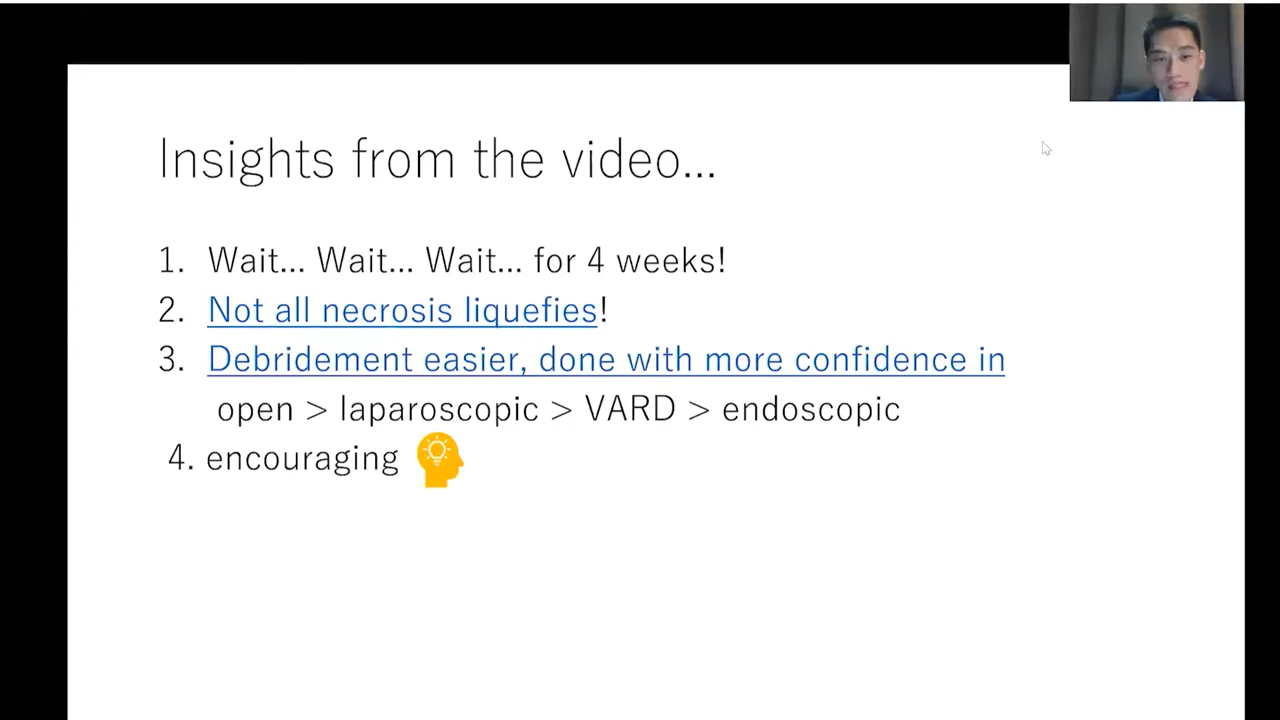 Insights from the video...
1. Wait... Wait... Wait... for 4 weeks!
2. Not all necrosis liquefies!
3. Debridement easier, done with more confidence in
open > laparoscopic > VARD > endoscopic
4. encouraging